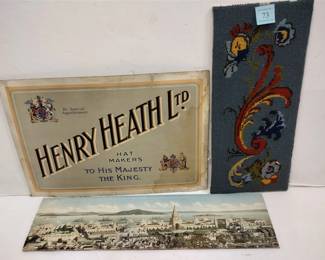 73
By Special
Appointment
HENRY HEATH LTD
HAT
MAKERS
TO HIS MAJESTY
THE KING.